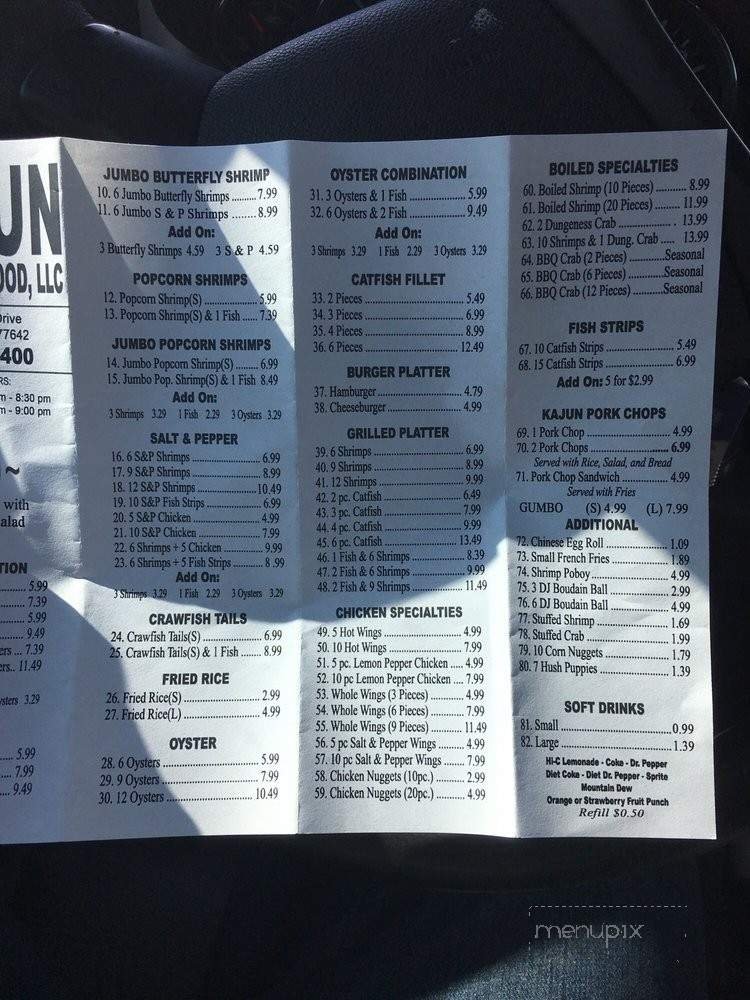 UN
OOD, LLC
Drive
77642
400
RS:
m - 8:30 pm
m - 9:00 pm
~
with
alad
TION
5.99
7.39
5.99
9.49
ers ... 7.39
ers.. 11.49
ysters 3.29
5.99
7.99
9.49
JUMBO BUTTERFLY SHRIMP
10. 6 Jumbo Butterfly Shrimps ......... 7.99
11. 6 Jumbo S & P Shrimps ........ 8.99
Add On:
3 Butterfly Shrimps 4.59 3 S & P 4.59
POPCORN SHRIMPS
12. Popcorn Shrimp(S) .......... 5.99
13. Popcorn Shrimp(S) & 1 Fish ..... 7.39
JUMBO POPCORN SHRIMPS
14. Jumbo Popcorn Shrimp(S) ...... 6.99
15. Jumbo Pop. Shrimp(S) & 1 Fish 8.49
Add On:
3 Shrimps 3.29 1 Fish 2.29 3 Oysters 3.29
SALT & PEPPER
16. 6 S&P Shrimps .......... 6.99
17. 9 S&P Shrimps .......... 8.99
18. 12 S&P Shrimps .......... 10.49
19. 10 S&P Fish Strips .......... 6.99
20. 5 S&P Chicken .......... 4.99
21. 10 S&P Chicken .......... 7.99
22. 6 Shrimps + 5 Chicken .......... 9.99
23. 6 Shrimps + 5 Fish Strips .......... 8.99
Add On:
3 Shrimps 3.29 1 Fish 2.29 3 Oysters 3.29
CRAWFISH TAILS
24. Crawfish Tails(S) .......... 6.99
25. Crawfish Tails(S) & 1 Fish ....... 8.99
FRIED RICE
26. Fried Rice(S) .......... 2.99
27. Fried Rice(L) .......... 4.99
OYSTER
28. 6 Oysters .......... 5.99
29. 9 Oysters .......... 7.99
30. 12 Oysters .......... 10.49
OYSTER COMBINATION
31. 3 Oysters & 1 Fish .......... 5.99
32. 6 Oysters & 2 Fish .......... 9.49
Add On:
3 Shrimps 3.29 1 Fish 2.29 3 Oysters 3.29
CATFISH FILLET
33. 2 Pieces .......... 5.49
34. 3 Pieces .......... 6.99
35. 4 Pieces .......... 8.99
36. 6 Pieces .......... 12.49
BURGER PLATTER
37. Hamburger .......... 4.79
38. Cheeseburger .......... 4.99
GRILLED PLATTER
39. 6 Shrimps .......... 6.99
40. 9 Shrimps .......... 8.99
41. 12 Shrimps .......... 9.99
42. 2 pc. Catfish .......... 6.49
43. 3 pc. Catfish .......... 7.99
44. 4 pc. Catfish .......... 9.99
45. 6 pc. Catfish .......... 13.49
46. 1 Fish & 6 Shrimps .......... 8.39
47. 2 Fish & 6 Shrimps .......... 9.99
48. 2 Fish & 9 Shrimps .......... 11.49
CHICKEN SPECIALTIES
49. 5 Hot Wings .......... 4.99
50. 10 Hot Wings .......... 7.99
51. 5 pc. Lemon Pepper Chicken .... 4.99
52. 10 pc Lemon Pepper Chicken .... 7.99
53. Whole Wings (3 Pieces) .......... 4.99
54. Whole Wings (6 Pieces) .......... 7.99
55. Whole Wings (9 Pieces) .......... 11.49
56. 5 pc Salt & Pepper Wings ......... 4.99
57. 10 pc Salt & Pepper Wings ....... 7.99
58. Chicken Nuggets (10pc.) ......... 2.99
59. Chicken Nuggets (20pc.) ......... 4.99
BOILED SPECIALTIES
60. Boiled Shrimp (10 Pieces) .......... 8.99
61. Boiled Shrimp (20 Pieces) ........ 11.99
62. 2 Dungeness Crab .......... 13.99
63. 10 Shrimps & 1 Dung. Crab ..... 13.99
64. BBQ Crab (2 Pieces) ............Seasonal
65. BBQ Crab (6 Pieces) ............Seasonal
66. BBQ Crab (12 Pieces) ...........Seasonal
FISH STRIPS
67. 10 Catfish Strips .......... 5.49
68. 15 Catfish Strips .......... 6.99
Add On: 5 for $2.99
KAJUN PORK CHOPS
69. 1 Pork Chop .......... 4.99
70. 2 Pork Chops .......... 6.99
Served with Rice, Salad, and Bread
71. Pork Chop Sandwich .......... 4.99
Served with Fries
GUMBO (S) 4.99 (L) 7.99
ADDITIONAL
72. Chinese Egg Roll .......... 1.09
73. Small French Fries .......... 1.89
74. Shrimp Poboy .......... 4.99
75. 3 DJ Boudain Ball .......... 2.99
76. 6 DJ Boudain Ball .......... 4.99
77. Stuffed Shrimp .......... 1.69
78. Stuffed Crab .......... 1.99
79. 10 Corn Nuggets .......... 1.79
80. 7 Hush Puppies .......... 1.39
SOFT DRINKS
81. Small .......... 0.99
82. Large .......... 1.39
Hi-C Lemonade - Coke - Dr. Pepper
Diet Coke - Diet Dr. Pepper - Sprite
Mountain Dew
Orange or Strawberry Fruit Punch
Refill $0.50
menupix